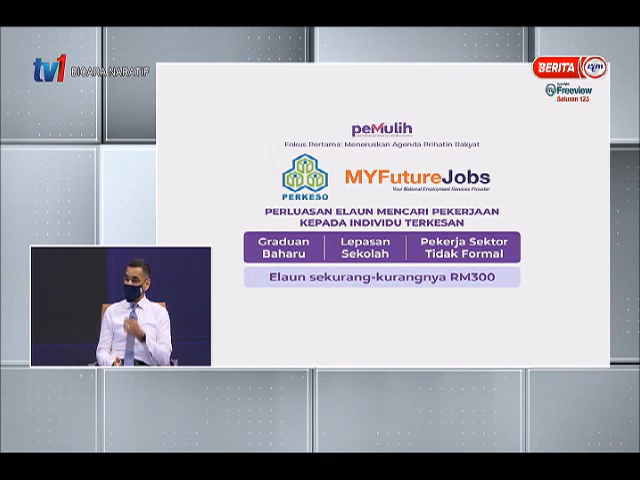 tv1
BICARA NARATIF
BERITA
rtm
Freeview
Saluran 123
peMulih
Fokus Pertama: Meneruskan Agenda Prihatin Rakyat
PERKESO
MYFutureJobs
Your National Employment Services Provider
PERLUASAN ELAUN MENCARI PEKERJAAN
KEPADA INDIVIDU TERKESAN
Graduan Baharu
Lepasan Sekolah
Pekerja Sektor Tidak Formal
Elaun sekurang-kurangnya RM300